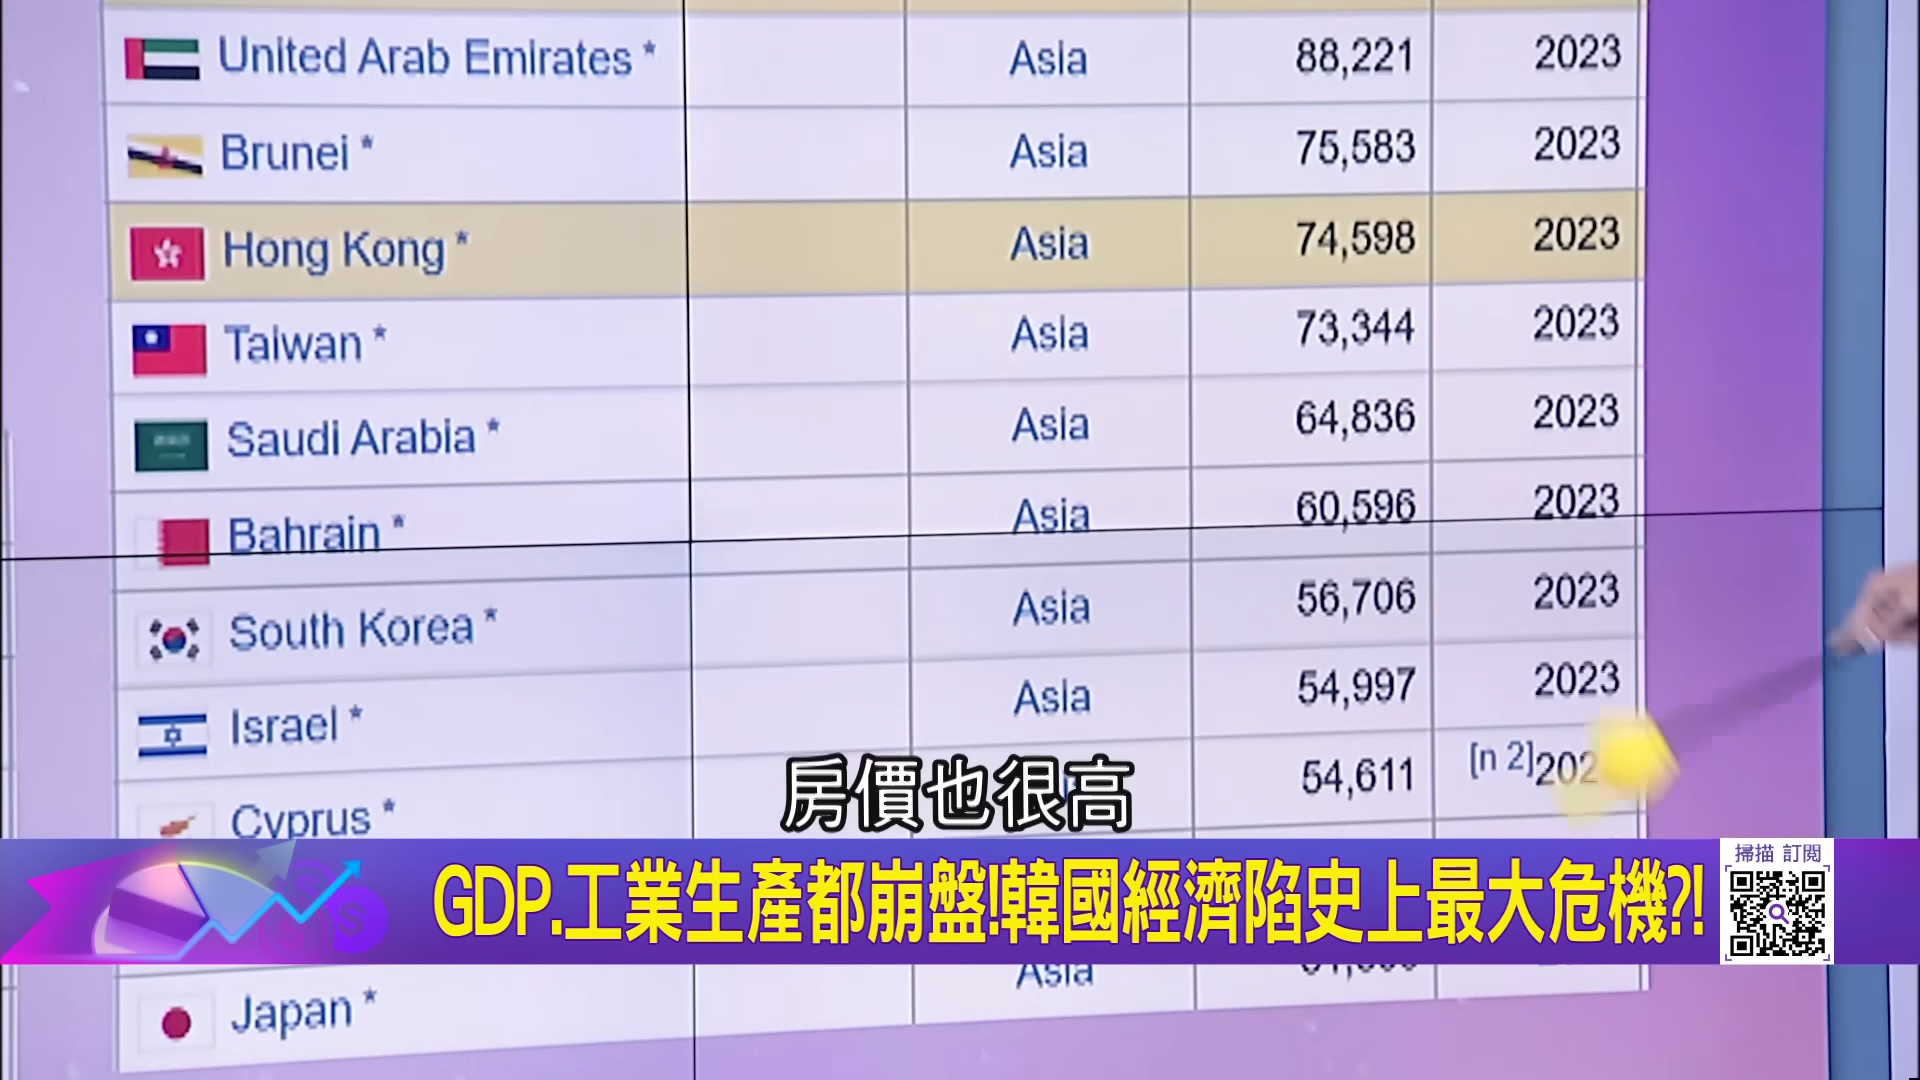 United Arab Emirates * Asia 88,221 2023
Brunei * Asia 75,583 2023
Hong Kong * Asia 74,598 2023
Taiwan * Asia 73,344 2023
Saudi Arabia * Asia 64,836 2023
Bahrain * Asia 60,596 2023
South Korea * Asia 56,706 2023
Israel * Asia 54,997 2023
Cyprus * 54,611 [n 2]202
房價也很高
掃描 訂閱
GDP.工業生產都崩盤!韓國經濟陷史上最大危機?!
Japan * Asia